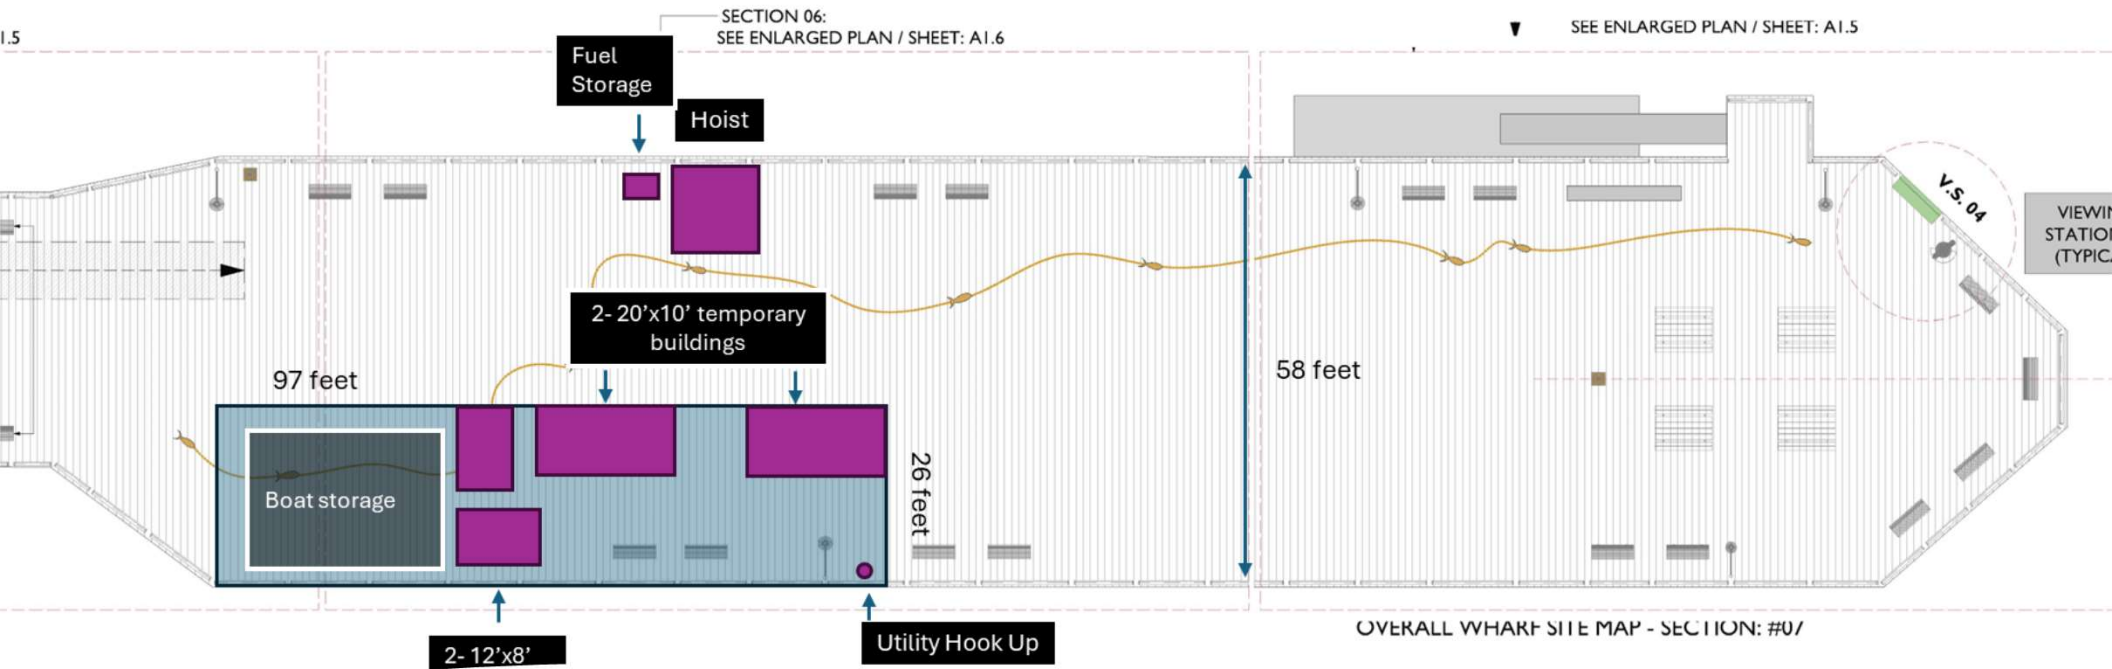 1.5
SECTION 06:
SEE ENLARGED PLAN / SHEET: A1.6
SEE ENLARGED PLAN / SHEET: A1.5
Fuel
Storage
Hoist
V.S. 04
2- 20’x10’ temporary
buildings
97 feet
58 feet
26 feet
Boat storage
2- 12’x8’
Utility Hook Up
OVERALL WHARF SITE MAP - SECTION: #07